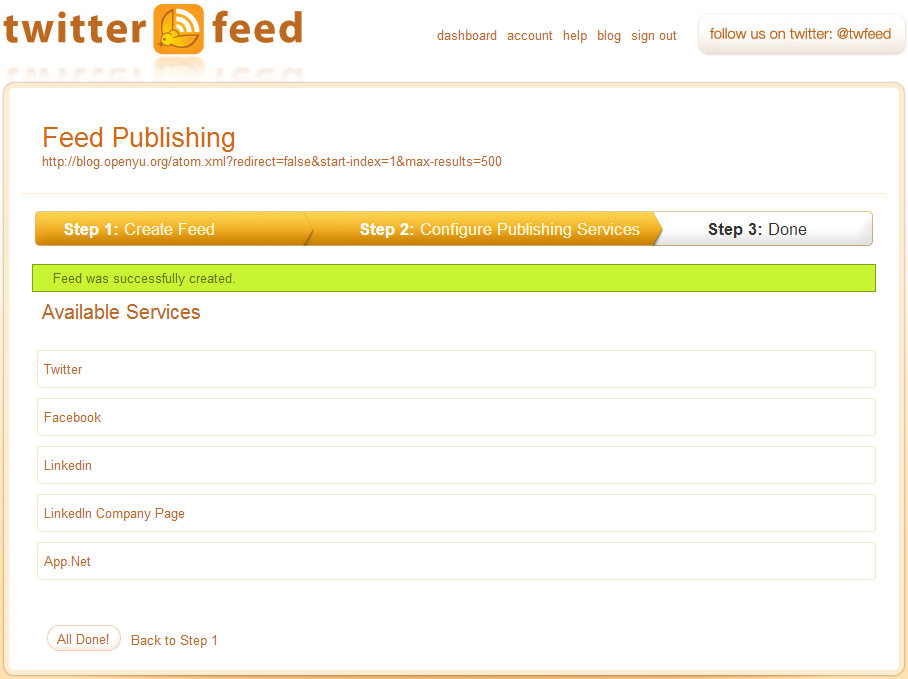 twitter feed
dashboard account help blog sign out
follow us on twitter: @twfeed
Feed Publishing
http://blog.openyu.org/atom.xml?redirect=false&start-index=1&max-results=500
Step 1: Create Feed
Step 2: Configure Publishing Services
Step 3: Done
Feed was successfully created.
Available Services
Twitter
Facebook
Linkedin
LinkedIn Company Page
App.Net
All Done! Back to Step 1